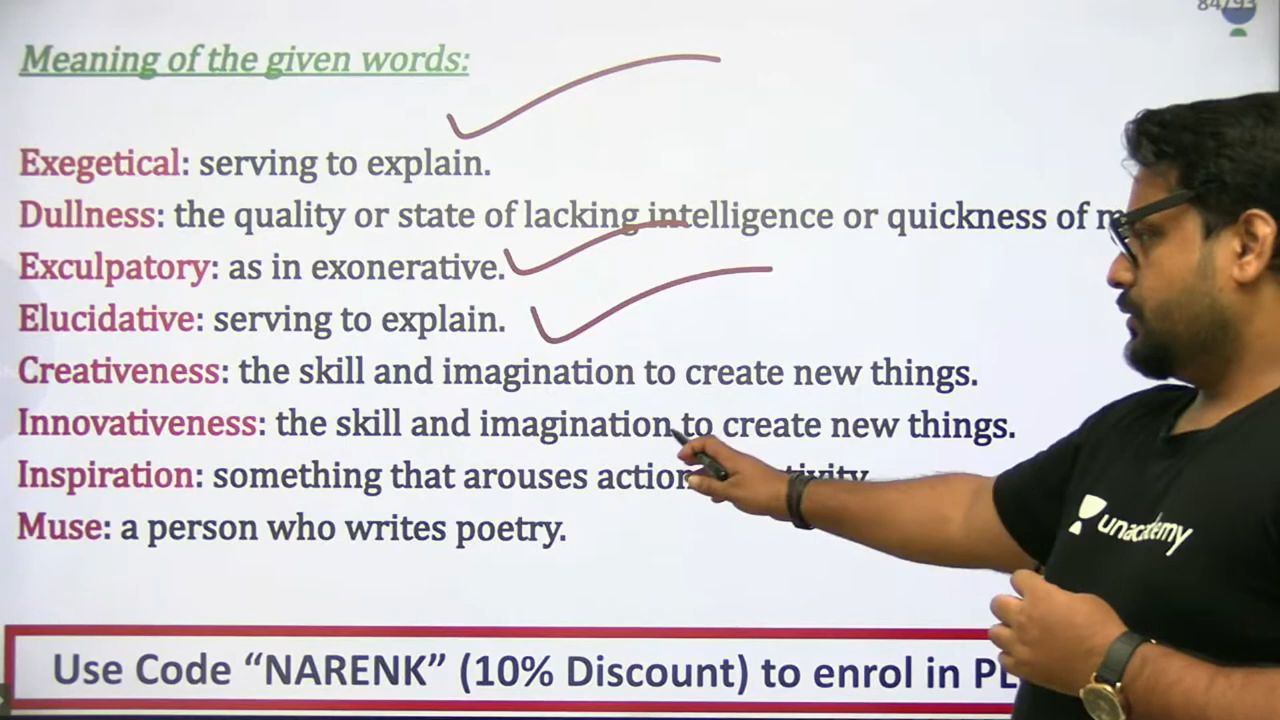 84/93
Meaning of the given words:
Exegetical: serving to explain.
Dullness: the quality or state of lacking intelligence or quickness of
Exculpatory: as in exonerative.
Elucidative: serving to explain.
Creativeness: the skill and imagination to create new things.
Innovativeness: the skill and imagination to create new things.
Inspiration: something that arouses action
Muse: a person who writes poetry.
unacademy
Use Code “NARENK” (10% Discount) to enrol in